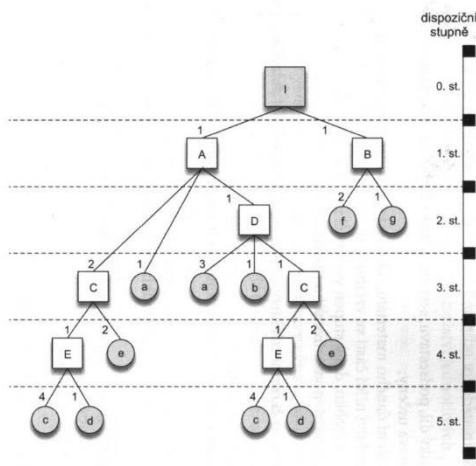 dispoziční
stupně
0. st.
I
1 1
1. st.
A B
1 2 1
2. st.
D f g
2 1 3 1 1
3. st.
C a a b C
1 2 1 2
4. st.
E e E e
4 1 4 1
5. st.
c d c d